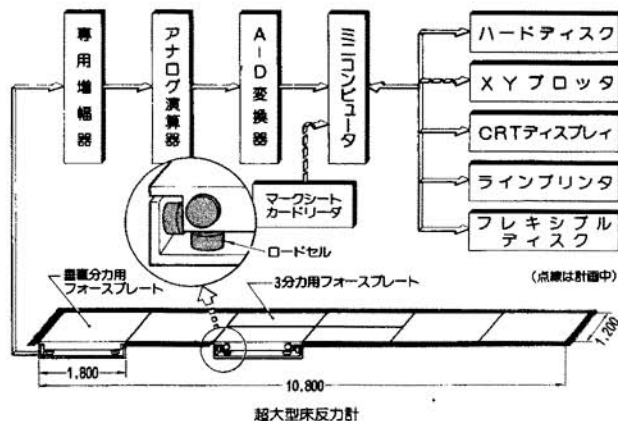 専用増幅器
アナログ演算器
A-D変換器
ミニコンピュータ
ハードディスク
XYプロッタ
CRTディスプレィ
ラインプリンタ
フレキシブル
ディスク
マークシート
カードリーダ
ロードセル
(点線は計画中)
垂直分力用
フォースプレート
3分力用フォースプレート
1.800
10.800
1.200
超大型床反力計